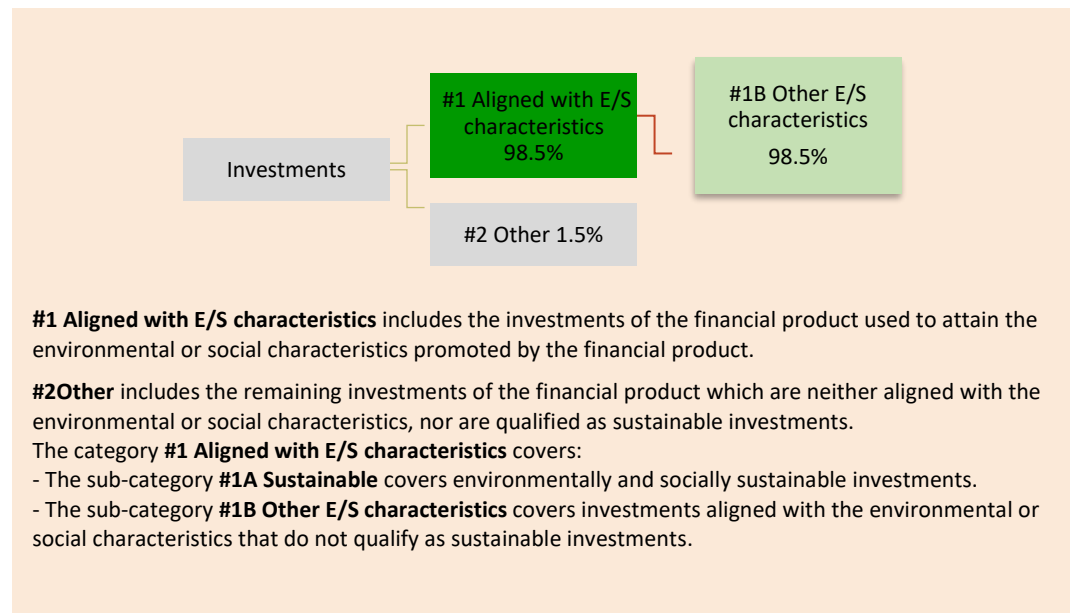 #1 Aligned with E/S
characteristics
98.5%
#1B Other E/S
characteristics
98.5%
Investments
#2 Other 1.5%
#1 Aligned with E/S characteristics includes the investments of the financial product used to attain the
environmental or social characteristics promoted by the financial product.
#2Other includes the remaining investments of the financial product which are neither aligned with the
environmental or social characteristics, nor are qualified as sustainable investments.
The category #1 Aligned with E/S characteristics covers:
- The sub-category #1A Sustainable covers environmentally and socially sustainable investments.
- The sub-category #1B Other E/S characteristics covers investments aligned with the environmental or
social characteristics that do not qualify as sustainable investments.